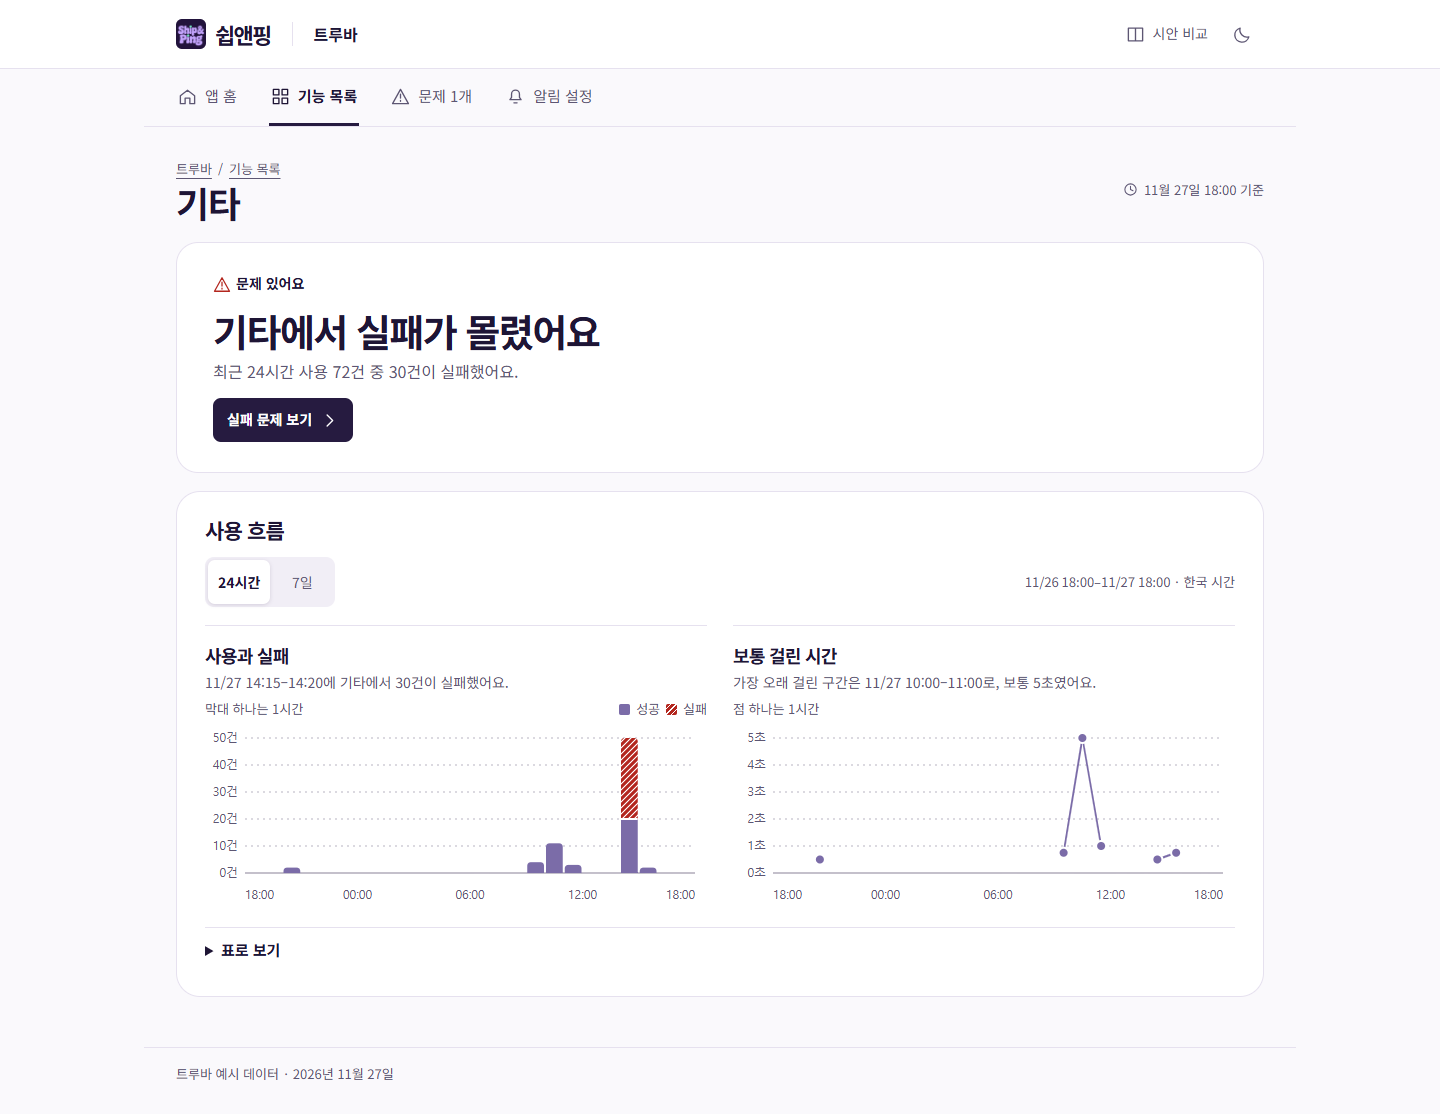 Ship&
Ping
쉽앤핑
트루바
시안 비교
앱 홈
기능 목록
문제 1개
알림 설정
트루바 / 기능 목록
기타
11월 27일 18:00 기준
문제 있어요
기타에서 실패가 몰렸어요
최근 24시간 사용 72건 중 30건이 실패했어요.
실패 문제 보기
사용 흐름
24시간
7일
11/26 18:00–11/27 18:00 · 한국 시간
사용과 실패
11/27 14:15–14:20에 기타에서 30건이 실패했어요.
막대 하나는 1시간
성공
실패
50건
40건
30건
20건
10건
0건
18:00
00:00
06:00
12:00
18:00
보통 걸린 시간
가장 오래 걸린 구간은 11/27 10:00–11:00로, 보통 5초였어요.
점 하나는 1시간
5초
4초
3초
2초
1초
0초
18:00
00:00
06:00
12:00
18:00
표로 보기
트루바 예시 데이터 · 2026년 11월 27일